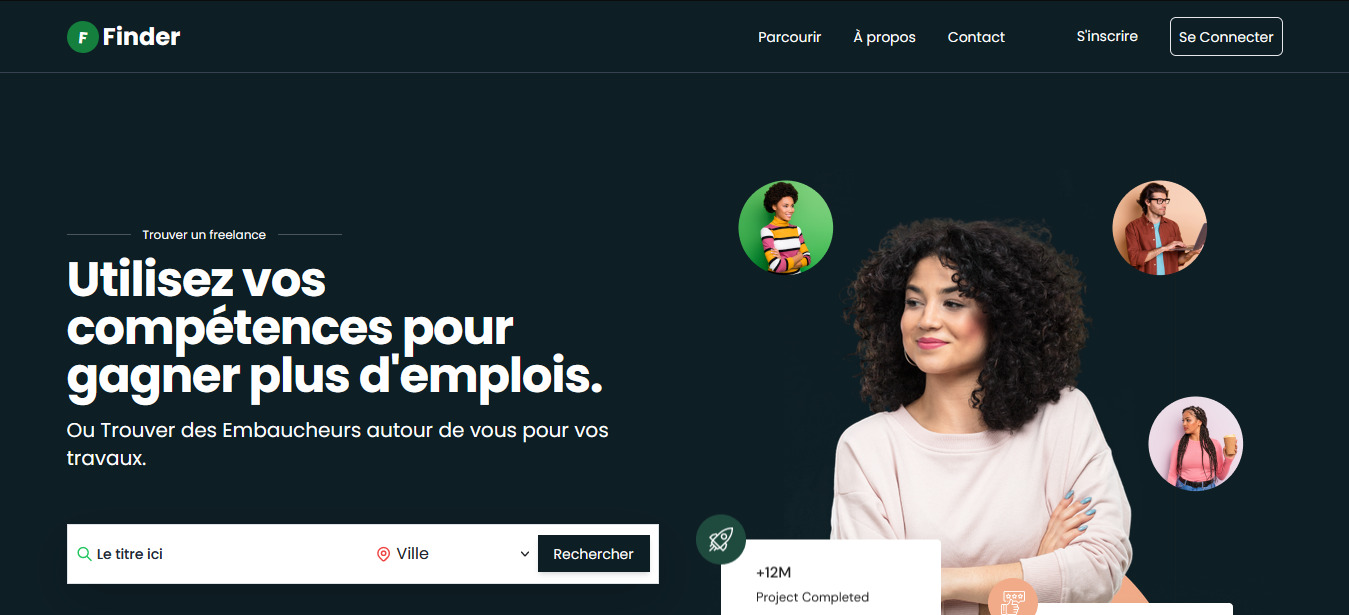 F Finder
Parcourir
À propos
Contact
S'inscrire
Se Connecter
Trouver un freelance
Utilisez vos
compétences pour
gagner plus d'emplois.
Ou Trouver des Embaucheurs autour de vous pour vos
travaux.
Le titre ici
Ville
Rechercher
+12M
Project Completed